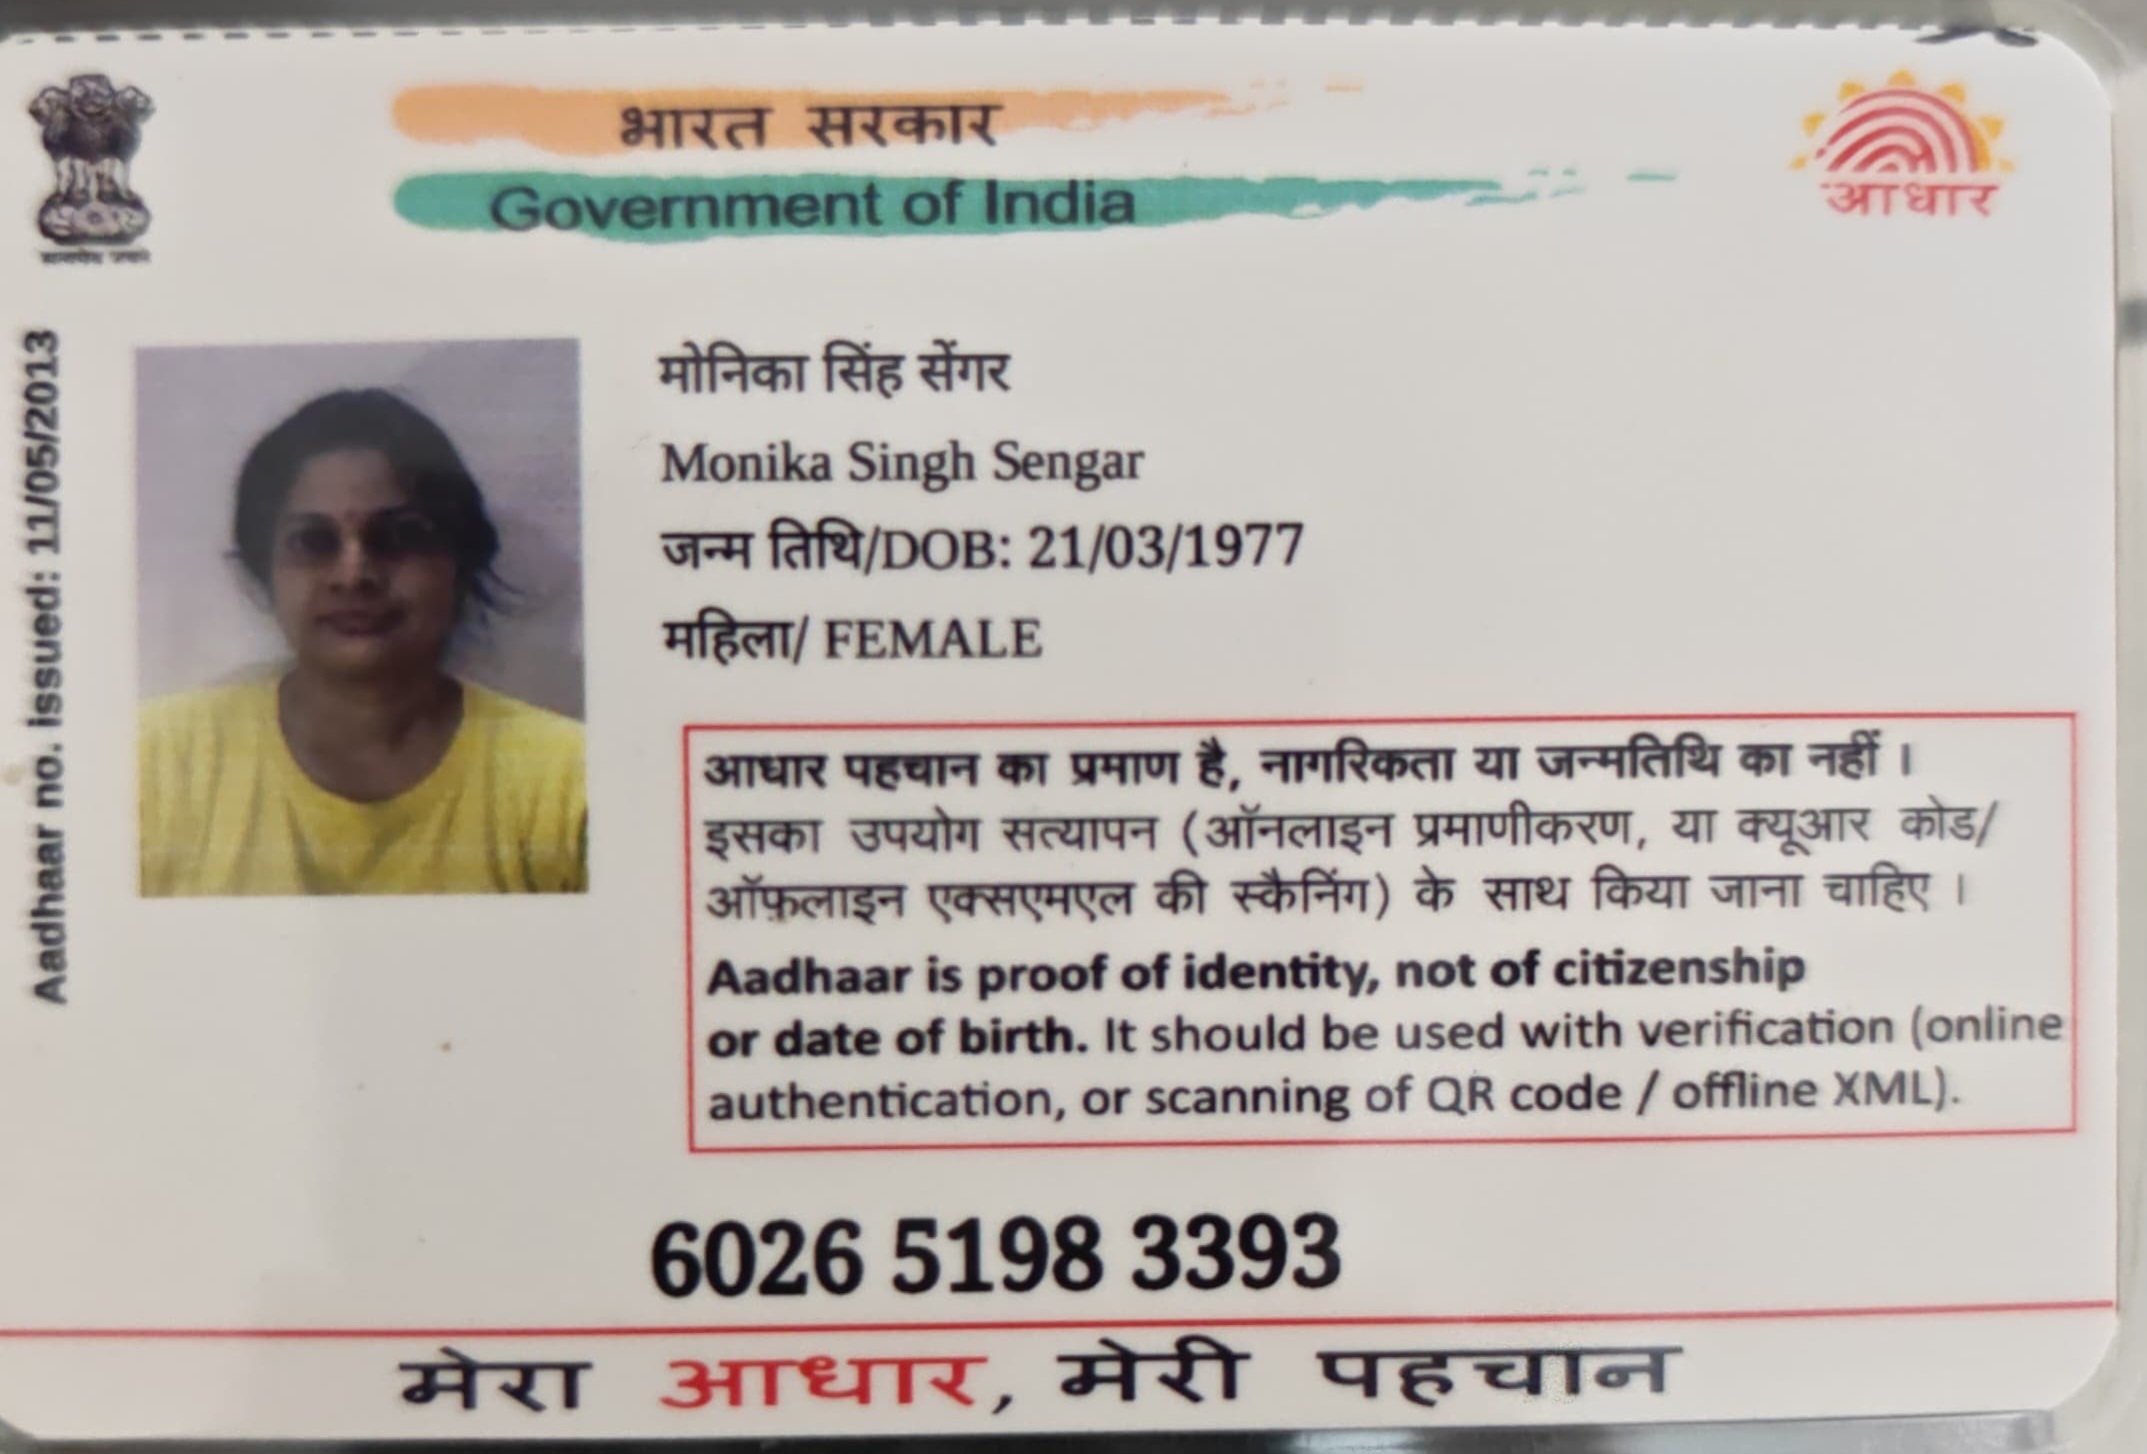 भारत सरकार
Government of India
आधार
Aadhaar no. issued: 11/05/2013
मोनिका सिंह सेंगर
Monika Singh Sengar
जन्म तिथि/DOB: 21/03/1977
महिला/ FEMALE
आधार पहचान का प्रमाण है, नागरिकता या जन्मतिथि का नहीं ।
इसका उपयोग सत्यापन (ऑनलाइन प्रमाणीकरण, या क्यूआर कोड/
ऑफ़लाइन एक्सएमएल की स्कैनिंग) के साथ किया जाना चाहिए ।
Aadhaar is proof of identity, not of citizenship
or date of birth. It should be used with verification (online
authentication, or scanning of QR code / offline XML).
6026 5198 3393
मेरा आधार, मेरी पहचान